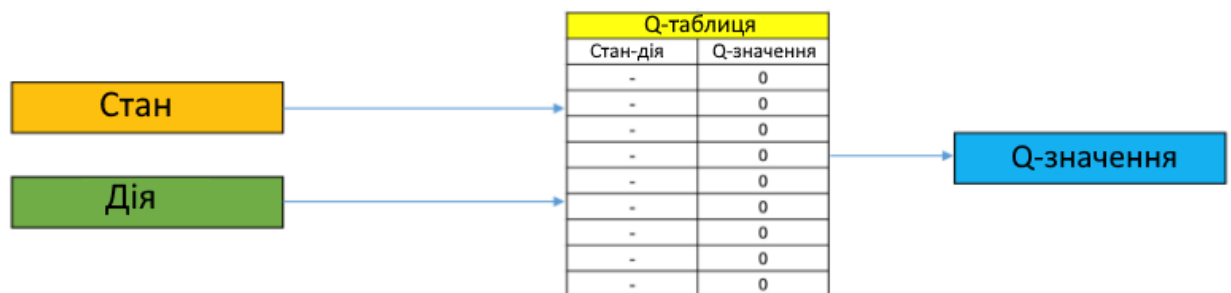 Стан
Дія
Q-таблиця
Стан-дія Q-значення
- 0
- 0
- 0
- 0
- 0
- 0
- 0
- 0
- 0
Q-значення